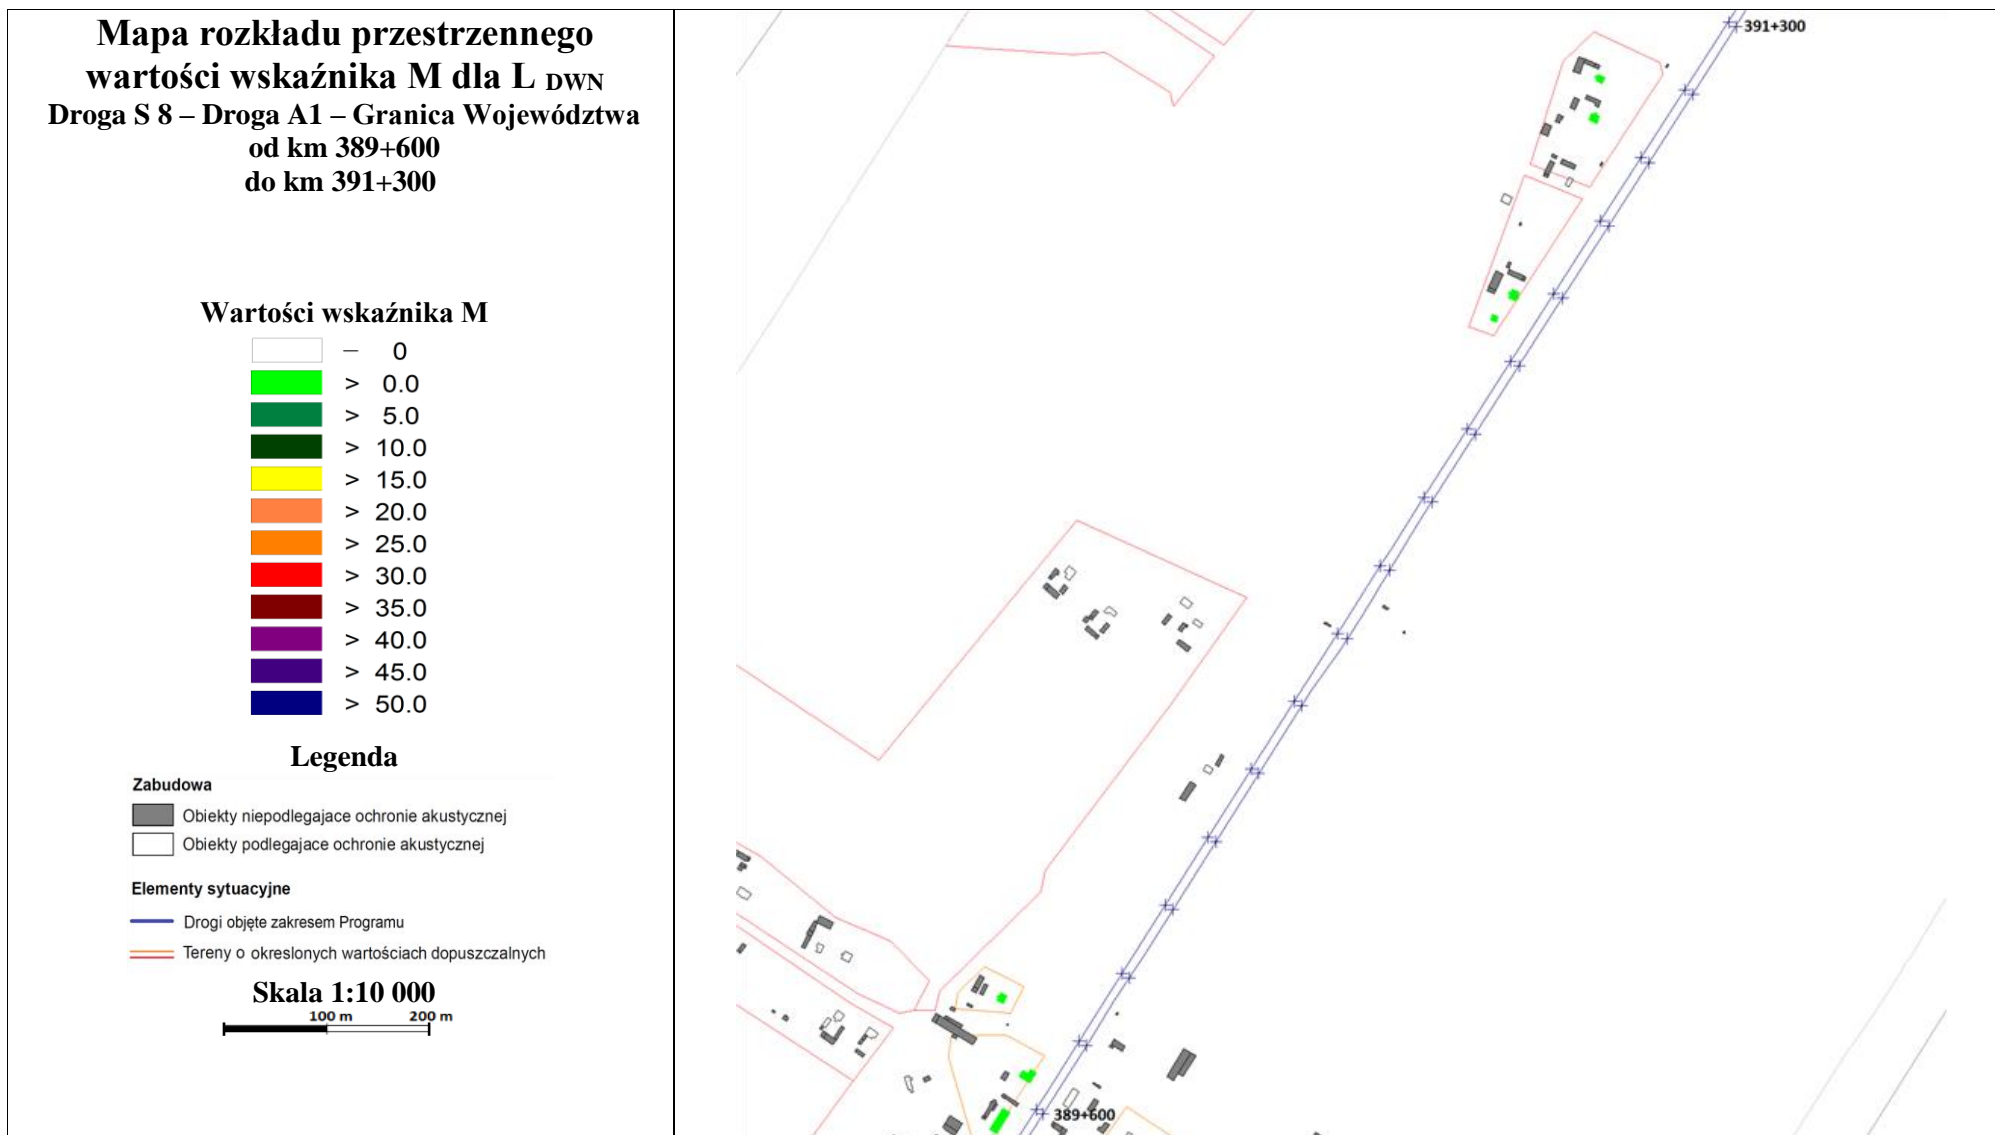 Mapa rozkładu przestrzennego
wartości wskaźnika M dla L DWN
Droga S 8 – Droga A1 – Granica Województwa
od km 389+600
do km 391+300
Wartości wskaźnika M
– 0
> 0.0
> 5.0
> 10.0
> 15.0
> 20.0
> 25.0
> 30.0
> 35.0
> 40.0
> 45.0
> 50.0
Legenda
Zabudowa
Obiekty niepodlegajace ochronie akustycznej
Obiekty podlegajace ochronie akustycznej
Elementy sytuacyjne
Drogi objęte zakresem Programu
Tereny o okreslonych wartościach dopuszczalnych
Skala 1:10 000
100 m 200 m
391+300
389+600